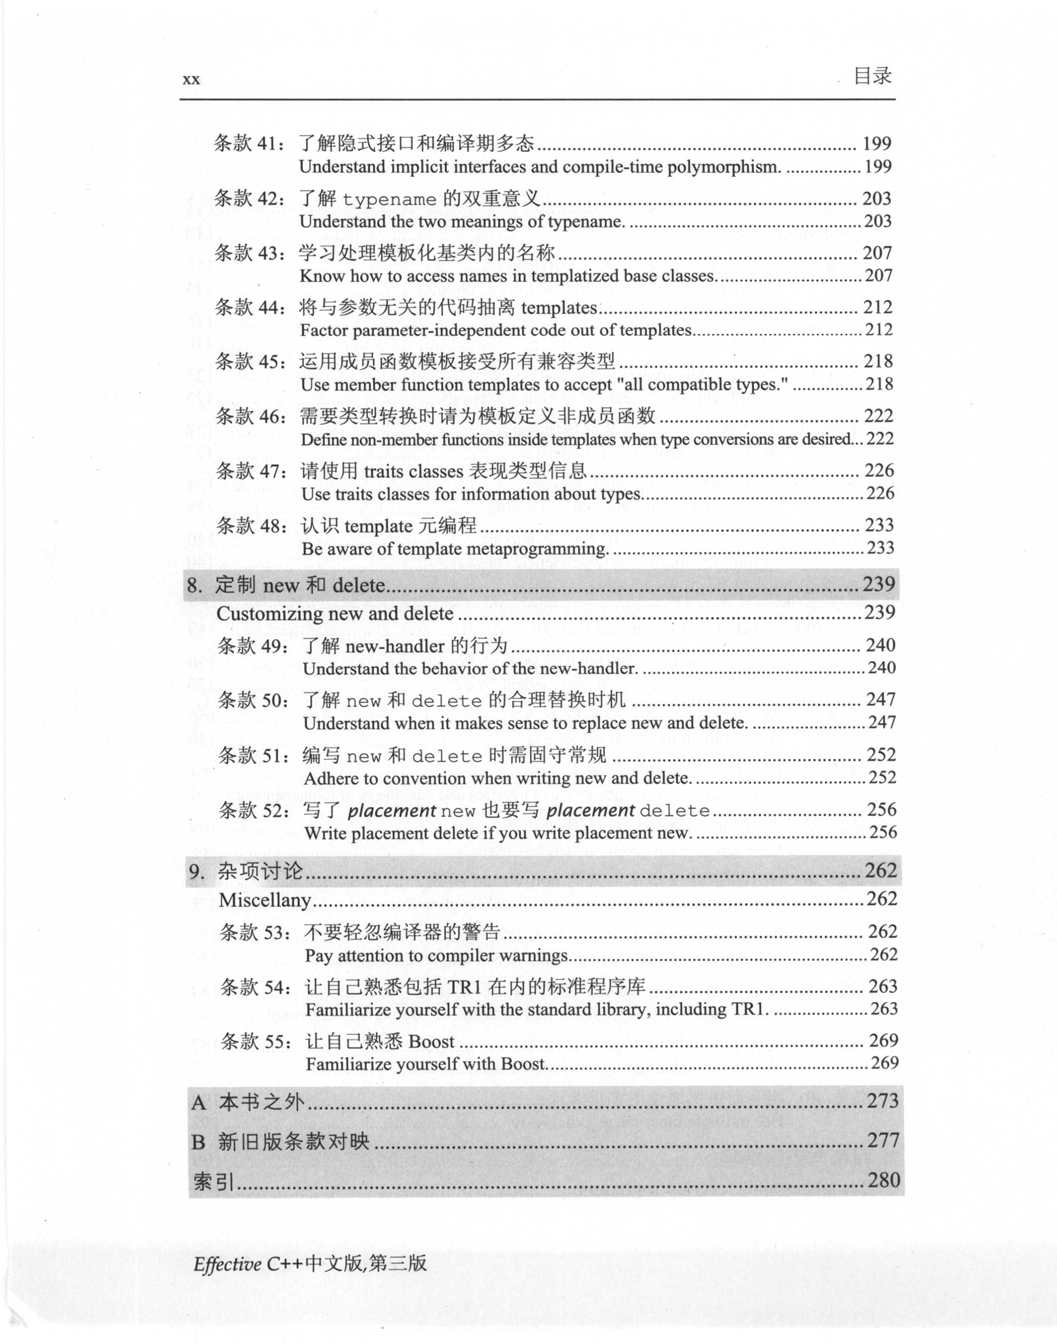 xx 目录
条款 41：了解隐式接口和编译期多态 ........ 199
Understand implicit interfaces and compile-time polymorphism. ........ 199
条款 42：了解 typename 的双重意义 ........ 203
Understand the two meanings of typename. ........ 203
条款 43：学习处理模板化基类内的名称 ........ 207
Know how to access names in templatized base classes. ........ 207
条款 44：将与参数无关的代码抽离 templates ........ 212
Factor parameter-independent code out of templates. ........ 212
条款 45：运用成员函数模板接受所有兼容类型 ........ 218
Use member function templates to accept "all compatible types." ........ 218
条款 46：需要类型转换时请为模板定义非成员函数 ........ 222
Define non-member functions inside templates when type conversions are desired... 222
条款 47：请使用 traits classes 表现类型信息 ........ 226
Use traits classes for information about types. ........ 226
条款 48：认识 template 元编程 ........ 233
Be aware of template metaprogramming. ........ 233
8. 定制 new 和 delete ........ 239
Customizing new and delete ........ 239
条款 49：了解 new-handler 的行为 ........ 240
Understand the behavior of the new-handler. ........ 240
条款 50：了解 new 和 delete 的合理替换时机 ........ 247
Understand when it makes sense to replace new and delete. ........ 247
条款 51：编写 new 和 delete 时需固守常规 ........ 252
Adhere to convention when writing new and delete. ........ 252
条款 52：写了 placement new 也要写 placement delete ........ 256
Write placement delete if you write placement new. ........ 256
9. 杂项讨论 ........ 262
Miscellany ........ 262
条款 53：不要轻忽编译器的警告 ........ 262
Pay attention to compiler warnings. ........ 262
条款 54：让自己熟悉包括 TR1 在内的标准程序库 ........ 263
Familiarize yourself with the standard library, including TR1. ........ 263
条款 55：让自己熟悉 Boost ........ 269
Familiarize yourself with Boost. ........ 269
A 本书之外 ........ 273
B 新旧版条款对映 ........ 277
索引 ........ 280
Effective C++中文版,第三版